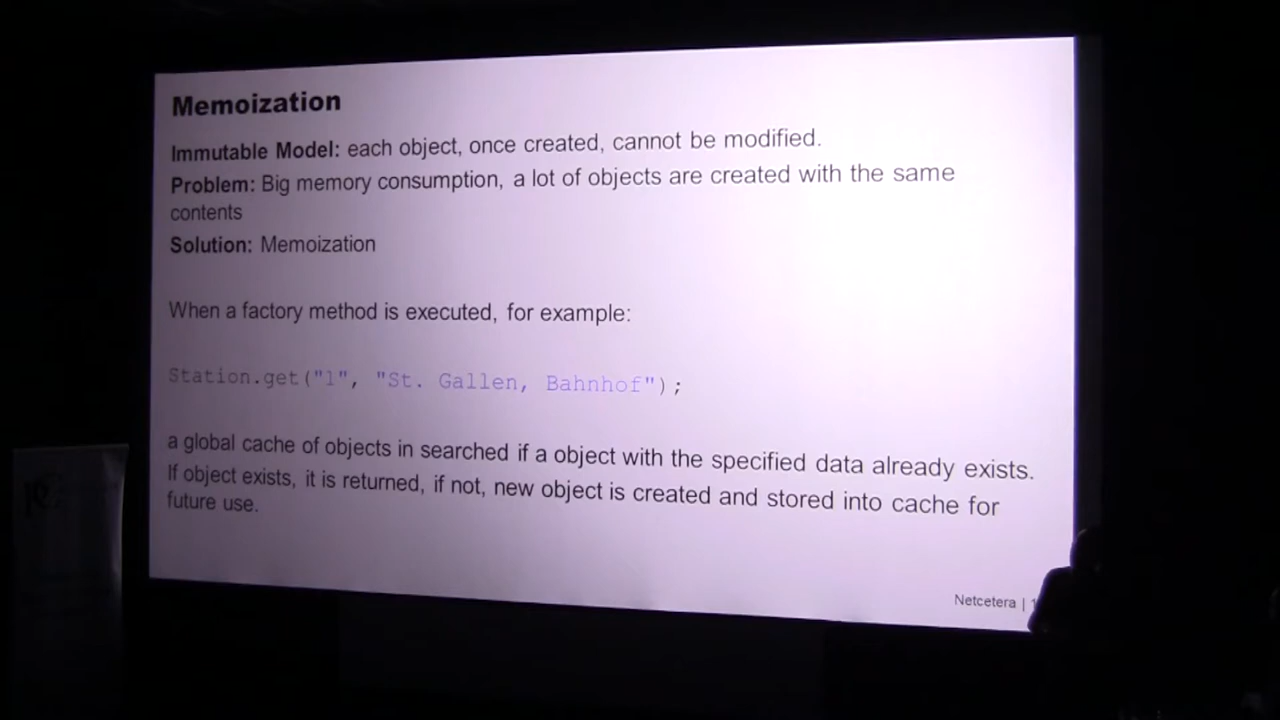 Memoization
Immutable Model: each object, once created, cannot be modified.
Problem: Big memory consumption, a lot of objects are created with the same
contents
Solution: Memoization
When a factory method is executed, for example:
Station.get("1", "St. Gallen, Bahnhof");
a global cache of objects in searched if a object with the specified data already exists.
If object exists, it is returned, if not, new object is created and stored into cache for
future use.
Netcetera |